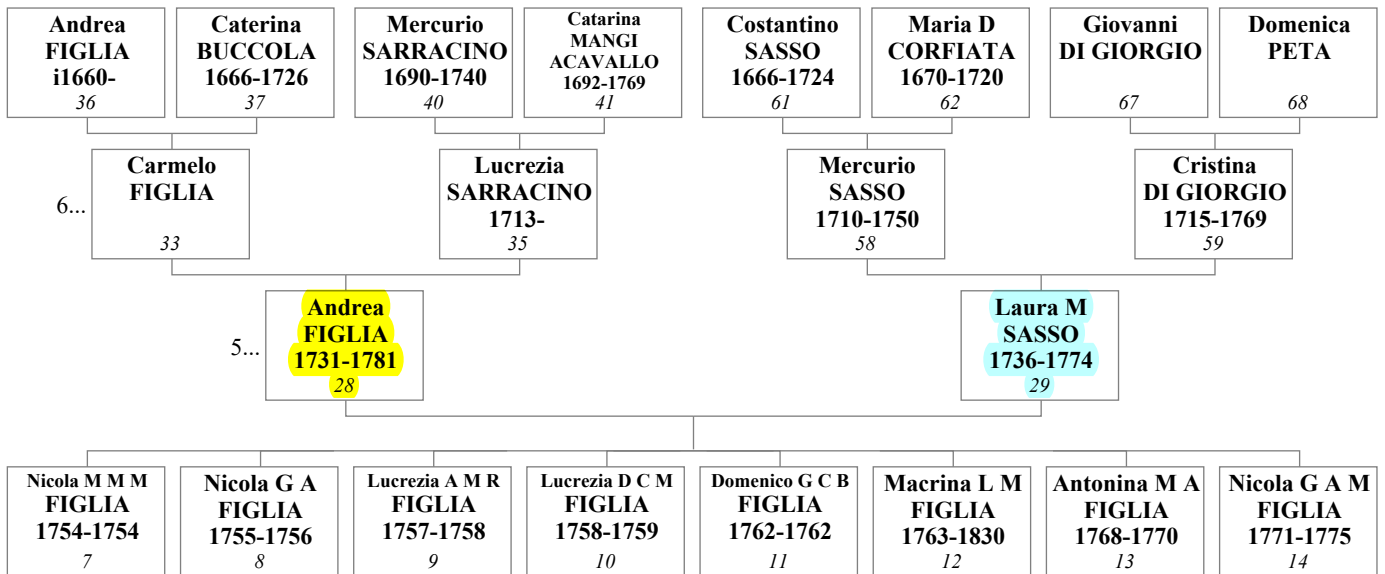 Andrea
FIGLIA
i1660-
36
Caterina
BUCCOLA
1666-1726
37
Mercurio
SARRACINO
1690-1740
40
Catarina
MANGI
ACAVALLO
1692-1769
41
Costantino
SASSO
1666-1724
61
Maria D
CORFIATA
1670-1720
62
Giovanni
DI GIORGIO
67
Domenica
PETA
68
6...
Carmelo
FIGLIA
33
Lucrezia
SARRACINO
1713-
35
Mercurio
SASSO
1710-1750
58
Cristina
DI GIORGIO
1715-1769
59
5...
Andrea
FIGLIA
1731-1781
28
Laura M
SASSO
1736-1774
29
Nicola M M M
FIGLIA
1754-1754
7
Nicola G A
FIGLIA
1755-1756
8
Lucrezia A M R
FIGLIA
1757-1758
9
Lucrezia D C M
FIGLIA
1758-1759
10
Domenico G C B
FIGLIA
1762-1762
11
Macrina L M
FIGLIA
1763-1830
12
Antonina M A
FIGLIA
1768-1770
13
Nicola G A M
FIGLIA
1771-1775
14